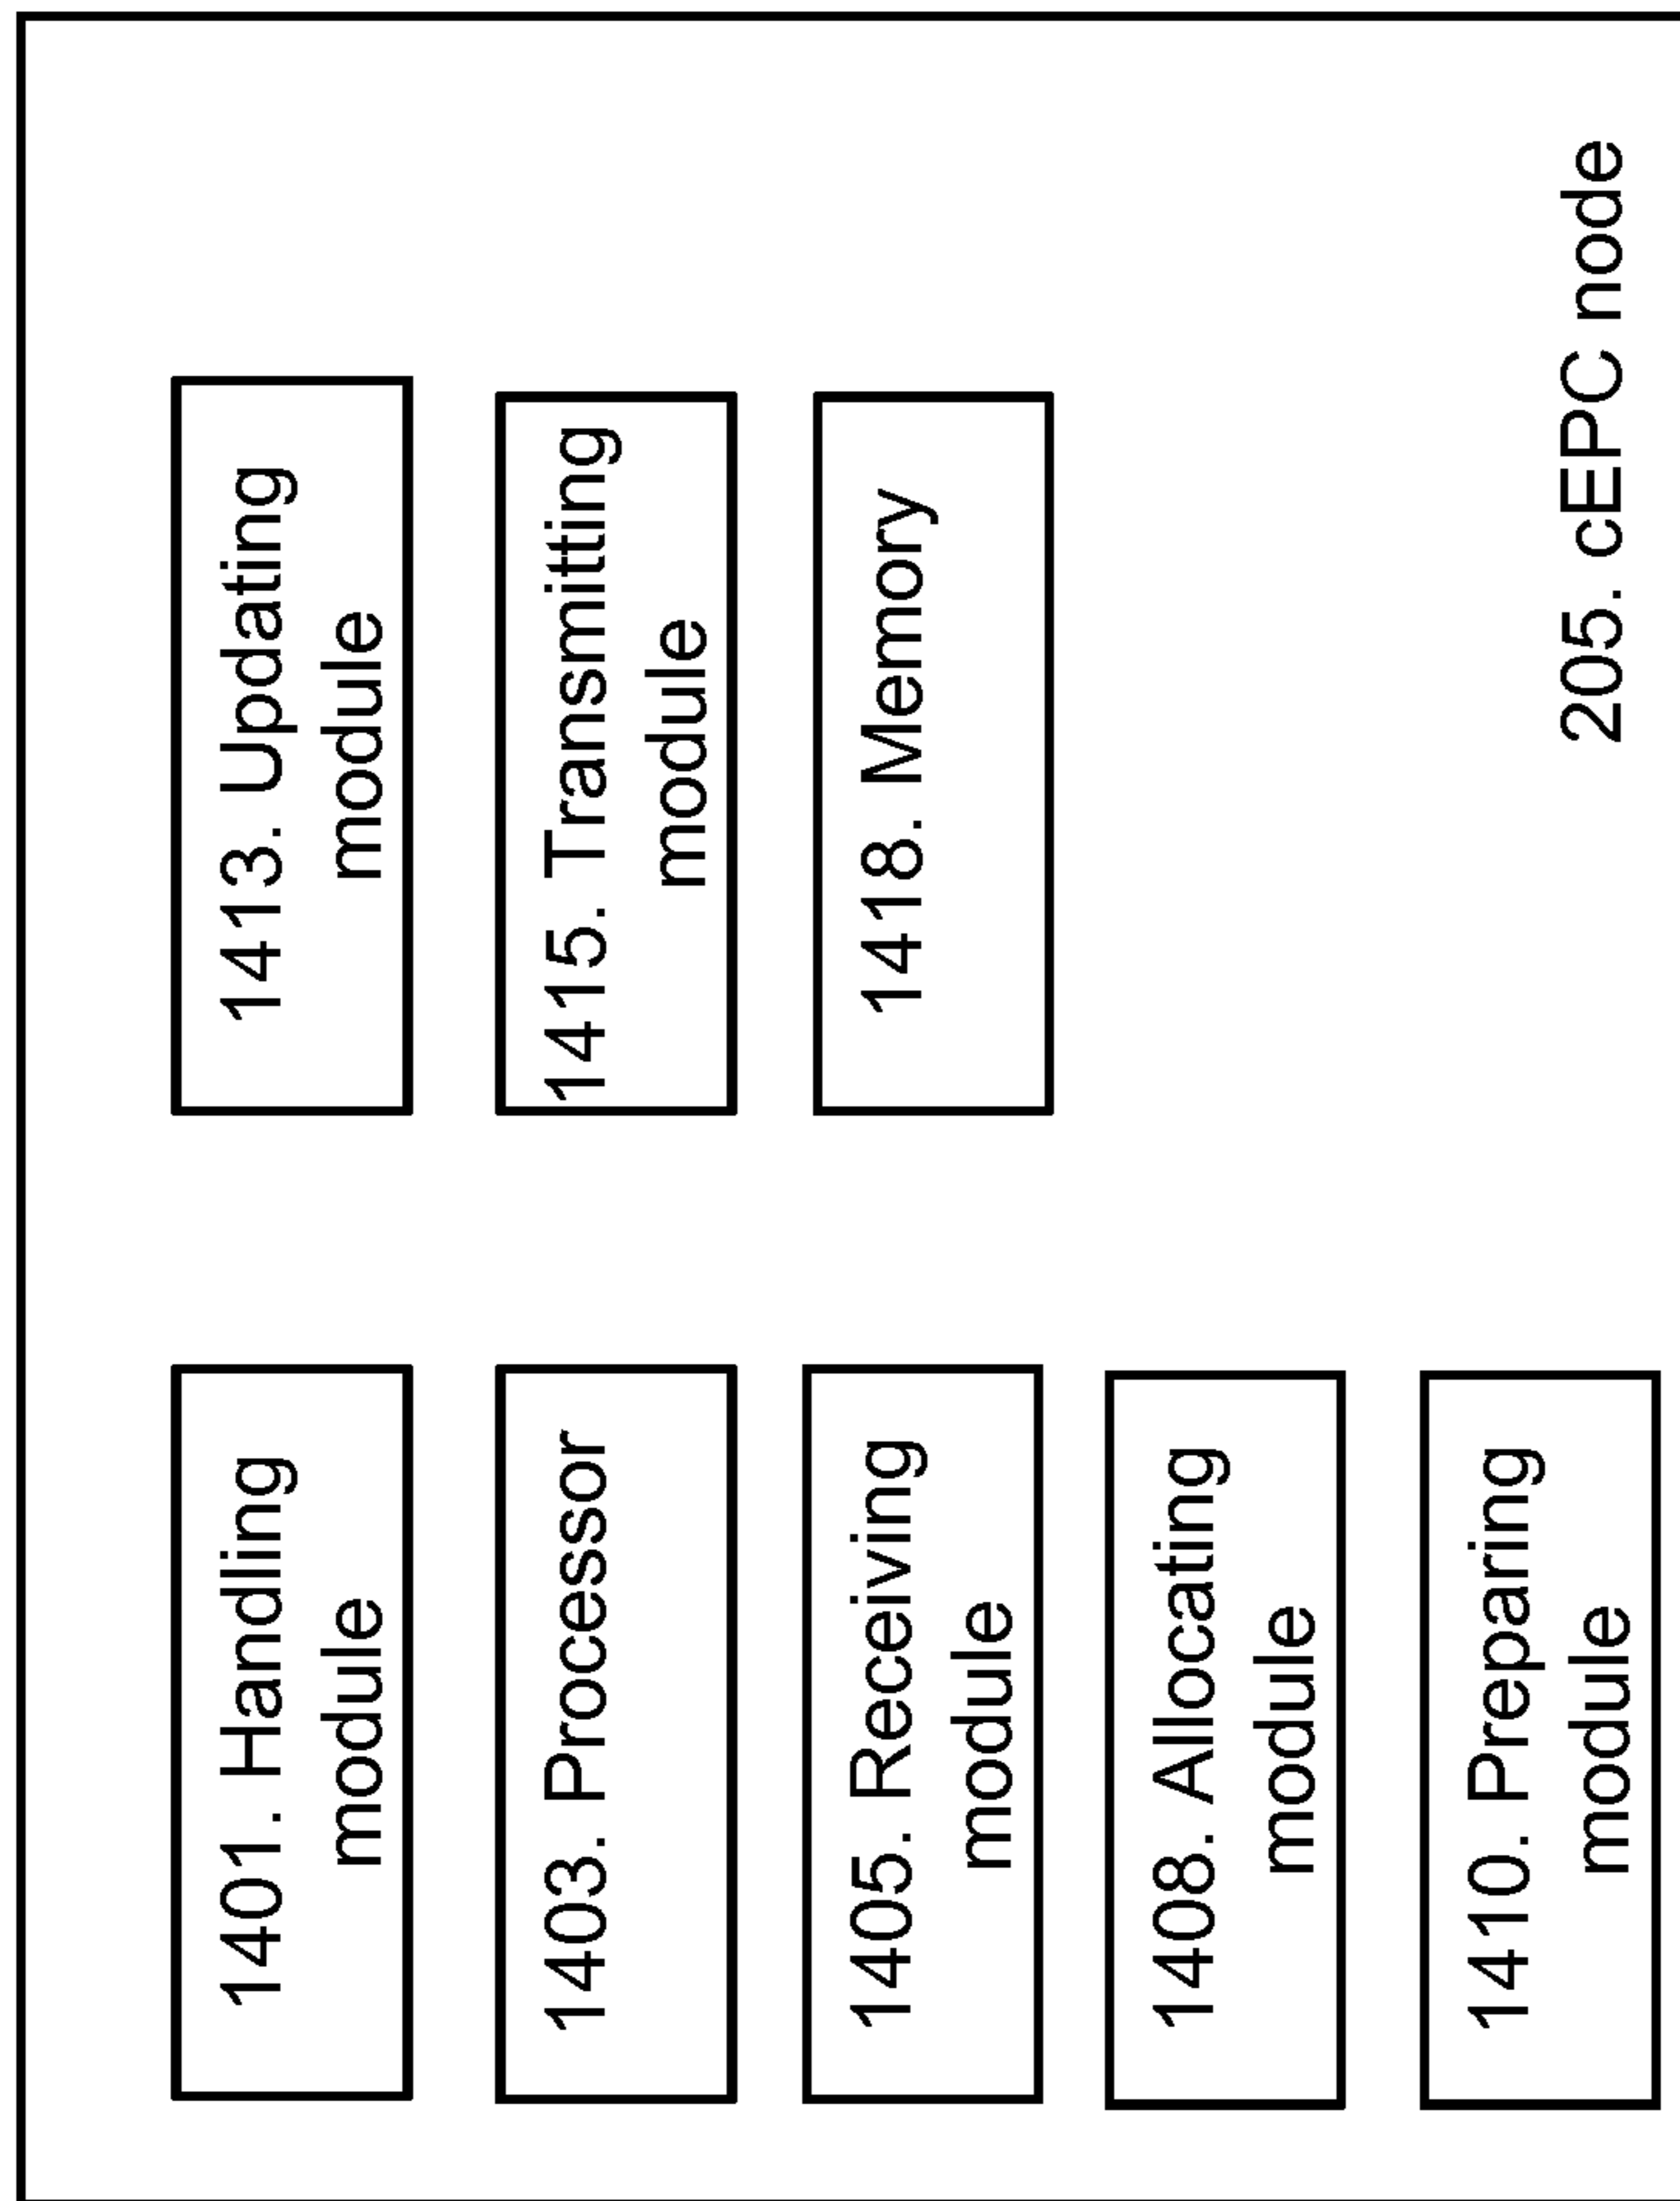 1401. Handling
module
1403. Processor
1405. Receiving
module
1408. Allocating
module
1410. Preparing
module
1413. Updating
module
1415. Transmitting
module
1418. Memory
205. cEPC node